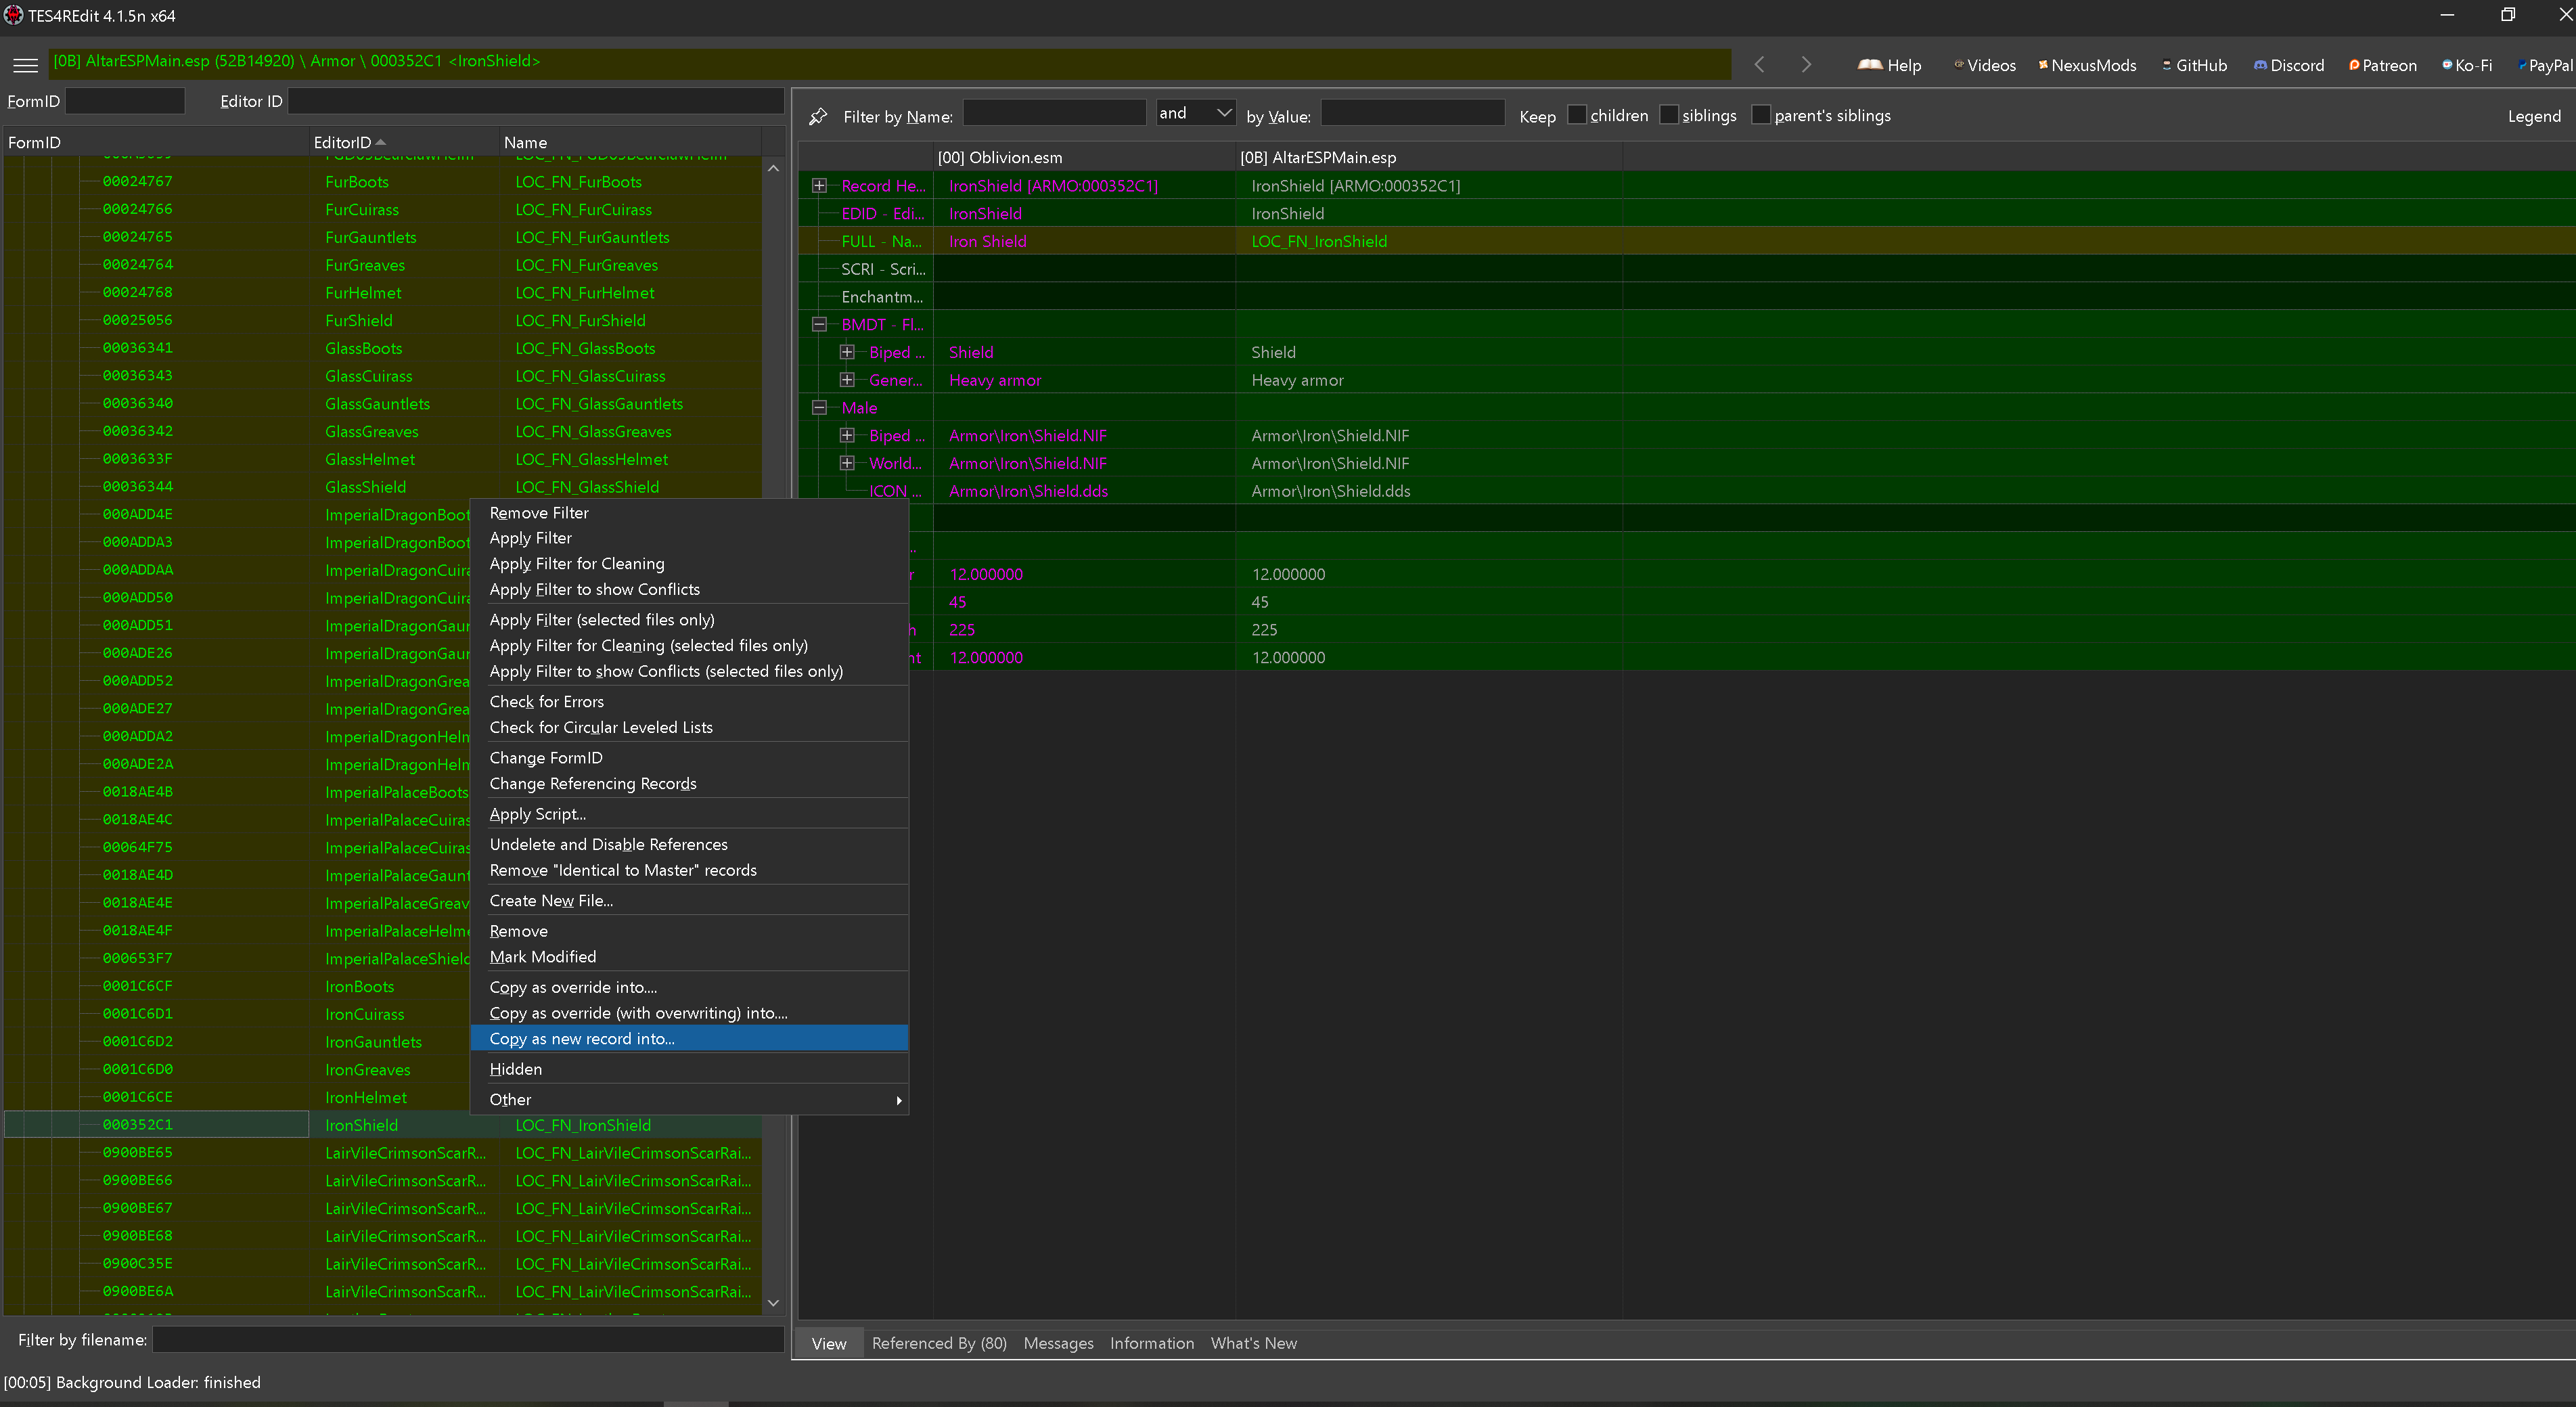 TES4REdit 4.1.5n x64
[0B] AltarESPMain.esp (52B14920) \ Armor \ 000352C1 <IronShield>
Help Videos NexusMods GitHub Discord Patreon Ko-Fi PayPal
FormID Editor ID
Filter by Name: and by Value: Keep children siblings parent's siblings Legend
FormID EditorID Name
[00] Oblivion.esm [0B] AltarESPMain.esp
00024767 FurBoots LOC_FN_FurBoots
00024766 FurCuirass LOC_FN_FurCuirass
00024765 FurGauntlets LOC_FN_FurGauntlets
00024764 FurGreaves LOC_FN_FurGreaves
00024768 FurHelmet LOC_FN_FurHelmet
00025056 FurShield LOC_FN_FurShield
00036341 GlassBoots LOC_FN_GlassBoots
00036343 GlassCuirass LOC_FN_GlassCuirass
00036340 GlassGauntlets LOC_FN_GlassGauntlets
00036342 GlassGreaves LOC_FN_GlassGreaves
0003633F GlassHelmet LOC_FN_GlassHelmet
00036344 GlassShield LOC_FN_GlassShield
000ADD4E ImperialDragonBoot
000ADDA3 ImperialDragonBoot
000ADDAA ImperialDragonCuira
000ADD50 ImperialDragonCuira
000ADD51 ImperialDragonGaun
000ADE26 ImperialDragonGaun
000ADD52 ImperialDragonGrea
000ADE27 ImperialDragonGrea
000ADDA2 ImperialDragonHelm
000ADE2A ImperialDragonHelm
0018AE4B ImperialPalaceBoots
0018AE4C ImperialPalaceCuiras
00064F75 ImperialPalaceCuiras
0018AE4D ImperialPalaceGaunt
0018AE4E ImperialPalaceGreav
0018AE4F ImperialPalaceHelme
000653F7 ImperialPalaceShield
0001C6CF IronBoots
0001C6D1 IronCuirass
0001C6D2 IronGauntlets
0001C6D0 IronGreaves
0001C6CE IronHelmet
000352C1 IronShield LOC_FN_IronShield
0900BE65 LairVileCrimsonScarR... LOC_FN_LairVileCrimsonScarRai...
0900BE66 LairVileCrimsonScarR... LOC_FN_LairVileCrimsonScarRai...
0900BE67 LairVileCrimsonScarR... LOC_FN_LairVileCrimsonScarRai...
0900BE68 LairVileCrimsonScarR... LOC_FN_LairVileCrimsonScarRai...
0900C35E LairVileCrimsonScarR... LOC_FN_LairVileCrimsonScarRai...
0900BE6A LairVileCrimsonScarR... LOC_FN_LairVileCrimsonScarRai...
Filter by filename:
[00:05] Background Loader: finished
Remove Filter
Apply Filter
Apply Filter for Cleaning
Apply Filter to show Conflicts
Apply Filter (selected files only)
Apply Filter for Cleaning (selected files only)
Apply Filter to show Conflicts (selected files only)
Check for Errors
Check for Circular Leveled Lists
Change FormID
Change Referencing Records
Apply Script...
Undelete and Disable References
Remove "Identical to Master" records
Create New File...
Remove
Mark Modified
Copy as override into....
Copy as override (with overwriting) into....
Copy as new record into...
Hidden
Other
Record He... IronShield [ARMO:000352C1] IronShield [ARMO:000352C1]
EDID - Edi... IronShield IronShield
FULL - Na... Iron Shield LOC_FN_IronShield
SCRI - Scri...
Enchantm...
BMDT - Fl...
Biped ... Shield Shield
Gener... Heavy armor Heavy armor
Male
Biped ... Armor\Iron\Shield.NIF Armor\Iron\Shield.NIF
World... Armor\Iron\Shield.NIF Armor\Iron\Shield.NIF
ICON ... Armor\Iron\Shield.dds Armor\Iron\Shield.dds
r 12.000000 12.000000
45 45
h 225 225
nt 12.000000 12.000000
View Referenced By (80) Messages Information What's New